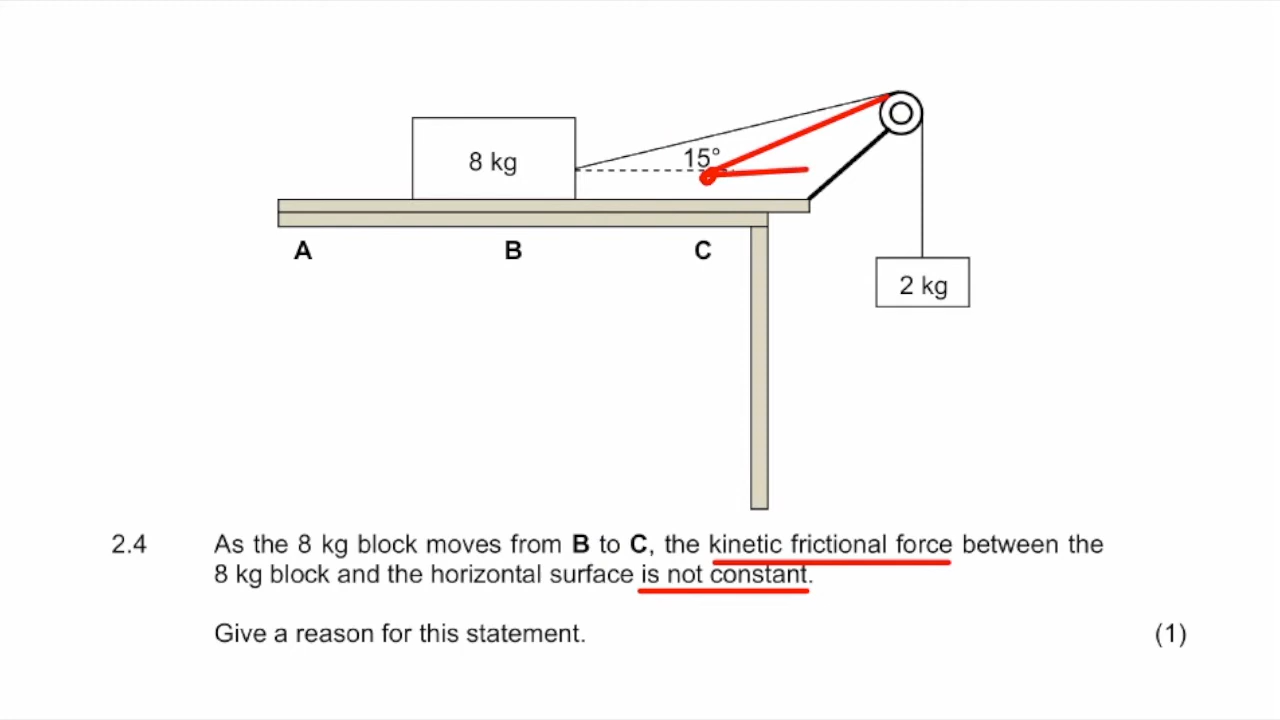 8 kg
15°
A B C
2 kg
2.4 As the 8 kg block moves from B to C, the kinetic frictional force between the
8 kg block and the horizontal surface is not constant.
Give a reason for this statement. (1)